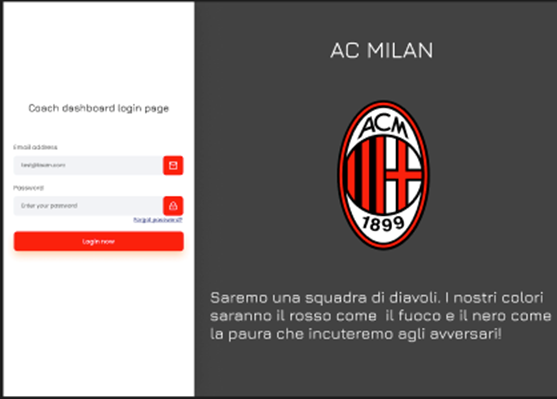 Coach dashboard login page
Email address
test@team.com
Password
Enter your password
Forgot password?
Login now
AC MILAN
ACM
1899
Saremo una squadra di diavoli. I nostri colori
saranno il rosso come il fuoco e il nero come
la paura che incuteremo agli avversari!